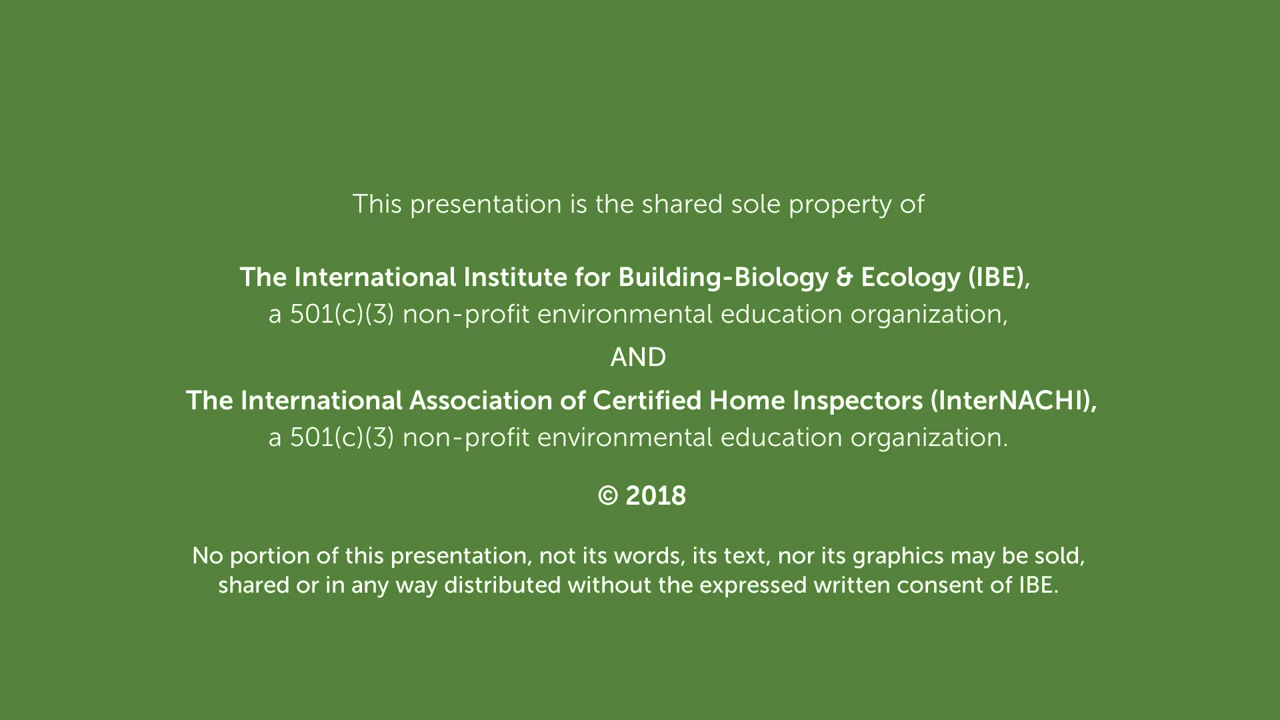 This presentation is the shared sole property of
The International Institute for Building-Biology & Ecology (IBE),
a 501(c)(3) non-profit environmental education organization,
AND
The International Association of Certified Home Inspectors (InterNACHI),
a 501(c)(3) non-profit environmental education organization.
© 2018
No portion of this presentation, not its words, its text, nor its graphics may be sold,
shared or in any way distributed without the expressed written consent of IBE.